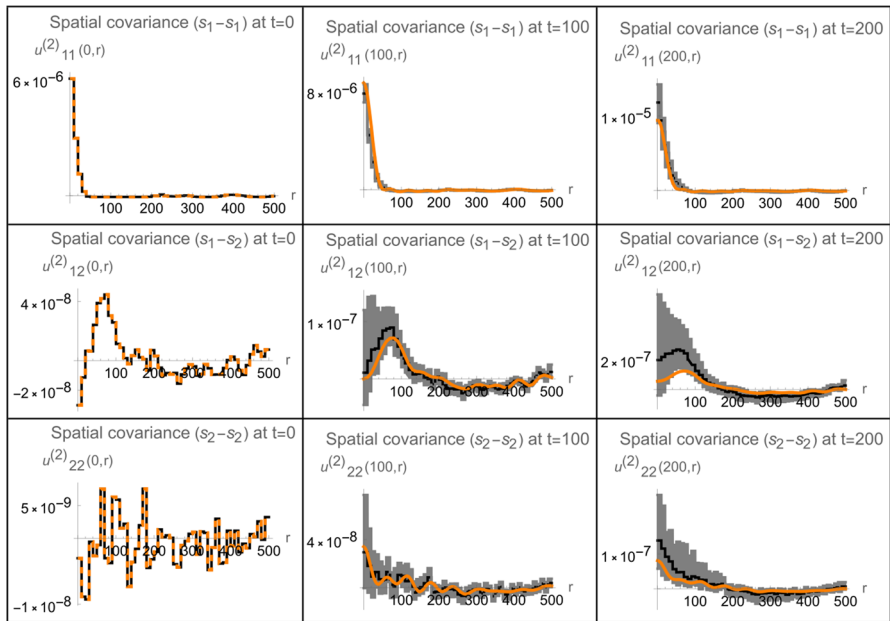 Spatial covariance (s₁−s₁) at t=0
u⁽²⁾₁₁(0,r)
6 × 10⁻⁶
r
100 200 300 400 500
Spatial covariance (s₁−s₁) at t=100
u⁽²⁾₁₁(100,r)
8 × 10⁻⁶
r
100 200 300 400 500
Spatial covariance (s₁−s₁) at t=200
u⁽²⁾₁₁(200,r)
1 × 10⁻⁵
r
100 200 300 400 500
Spatial covariance (s₁−s₂) at t=0
u⁽²⁾₁₂(0,r)
4 × 10⁻⁸
r
100 200 300 400 500
−2 × 10⁻⁸
Spatial covariance (s₁−s₂) at t=100
u⁽²⁾₁₂(100,r)
1 × 10⁻⁷
r
100 200 300 400 500
Spatial covariance (s₁−s₂) at t=200
u⁽²⁾₁₂(200,r)
2 × 10⁻⁷
r
100 200 300 400 500
Spatial covariance (s₂−s₂) at t=0
u⁽²⁾₂₂(0,r)
5 × 10⁻⁹
r
100 200 300 400 500
−1 × 10⁻⁸
Spatial covariance (s₂−s₂) at t=100
u⁽²⁾₂₂(100,r)
4 × 10⁻⁸
r
100 200 300 400 500
Spatial covariance (s₂−s₂) at t=200
u⁽²⁾₂₂(200,r)
1 × 10⁻⁷
r
100 200 300 400 500